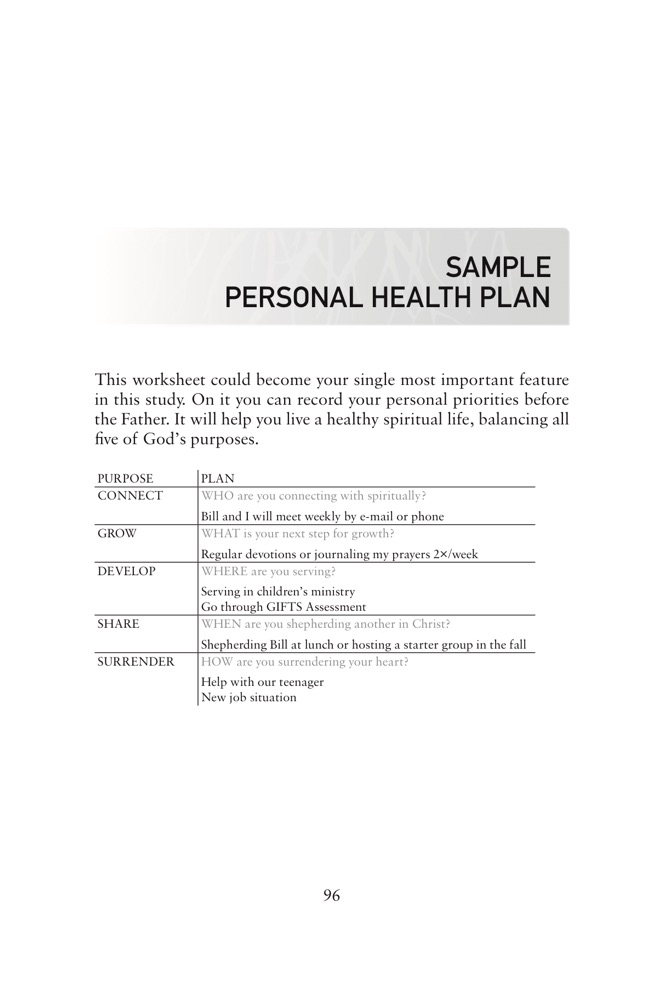 SAMPLE
PERSONAL HEALTH PLAN
This worksheet could become your single most important feature
in this study. On it you can record your personal priorities before
the Father. It will help you live a healthy spiritual life, balancing all
five of God's purposes.
PURPOSE PLAN
CONNECT WHO are you connecting with spiritually?
Bill and I will meet weekly by e-mail or phone
GROW WHAT is your next step for growth?
Regular devotions or journaling my prayers 2×/week
DEVELOP WHERE are you serving?
Serving in children's ministry
Go through GIFTS Assessment
SHARE WHEN are you shepherding another in Christ?
Shepherding Bill at lunch or hosting a starter group in the fall
SURRENDER HOW are you surrendering your heart?
Help with our teenager
New job situation
96